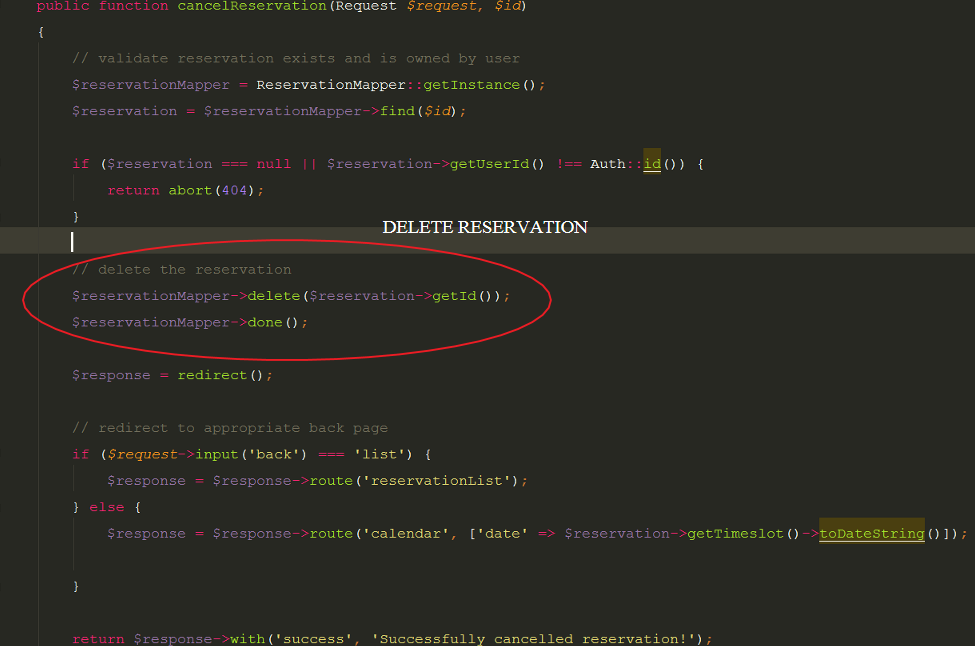 public function cancelReservation(Request $request, $id)
{
// validate reservation exists and is owned by user
$reservationMapper = ReservationMapper::getInstance();
$reservation = $reservationMapper->find($id);
if ($reservation === null || $reservation->getUserId() !== Auth::id()) {
return abort(404);
}
DELETE RESERVATION
// delete the reservation
$reservationMapper->delete($reservation->getId());
$reservationMapper->done();
$response = redirect();
// redirect to appropriate back page
if ($request->input('back') === 'list') {
$response = $response->route('reservationList');
} else {
$response = $response->route('calendar', ['date' => $reservation->getTimeslot()->toDateString()]);
}
return $response->with('success', 'Successfully cancelled reservation!');